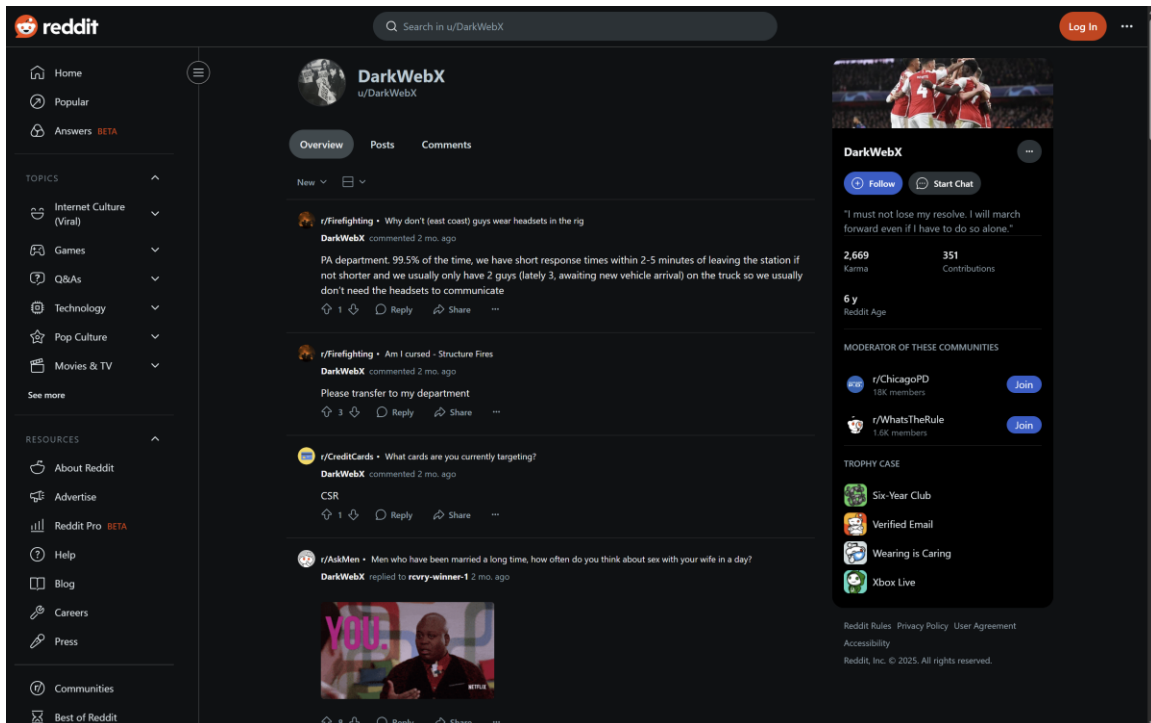 reddit
Search in u/DarkWebX
Log In
Home
Popular
Answers BETA
TOPICS
Internet Culture
(Viral)
Games
Q&As
Technology
Pop Culture
Movies & TV
See more
RESOURCES
About Reddit
Advertise
Reddit Pro BETA
Help
Blog
Careers
Press
Communities
Best of Reddit
DarkWebX
u/DarkWebX
Overview Posts Comments
New
r/Firefighting • Why don't (east coast) guys wear headsets in the rig
DarkWebX commented 2 mo. ago
PA department. 99.5% of the time, we have short response times within 2-5 minutes of leaving the station if
not shorter and we usually only have 2 guys (lately 3, awaiting new vehicle arrival) on the truck so we usually
don't need the headsets to communicate
1 Reply Share
r/Firefighting • Am I cursed - Structure Fires
DarkWebX commented 2 mo. ago
Please transfer to my department
3 Reply Share
r/CreditCards • What cards are you currently targeting?
DarkWebX commented 2 mo. ago
CSR
1 Reply Share
r/AskMen • Men who have been married a long time, how often do you think about sex with your wife in a day?
DarkWebX replied to rcvry-winner-1 2 mo. ago
YOU.
NETFLIX
8 Reply Share
4
DarkWebX
Follow Start Chat
"I must not lose my resolve. I will march
forward even if I have to do so alone."
2,669 351
Karma Contributions
6 y
Reddit Age
MODERATOR OF THESE COMMUNITIES
r/ChicagoPD
18K members
Join
r/WhatsTheRule
1.6K members
Join
TROPHY CASE
Six-Year Club
Verified Email
Wearing is Caring
Xbox Live
Reddit Rules Privacy Policy User Agreement
Accessibility
Reddit, Inc. © 2025. All rights reserved.